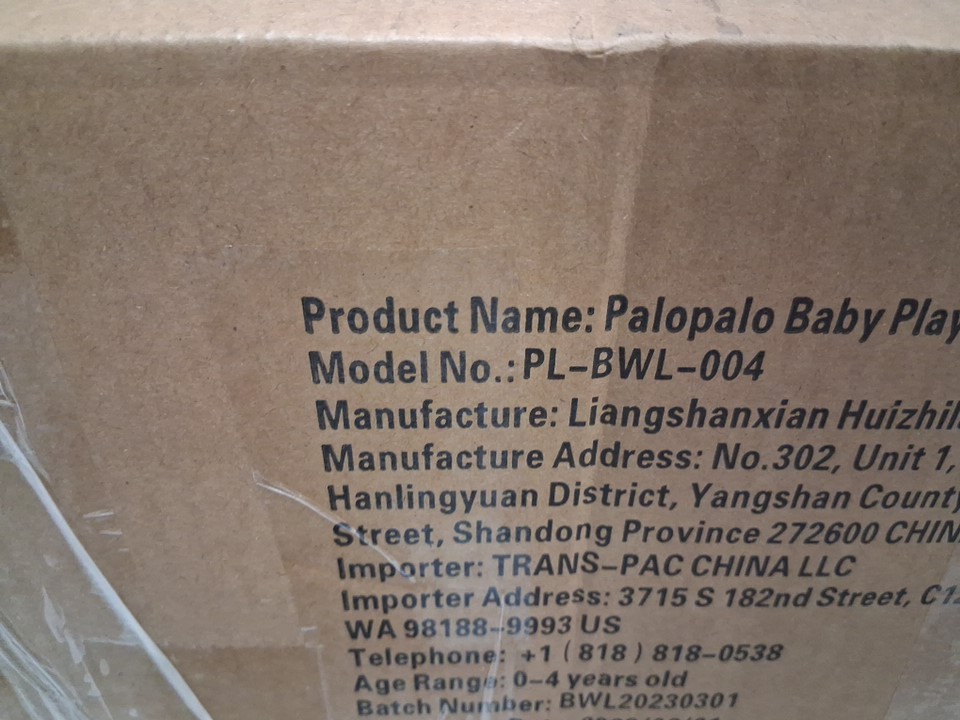 Product Name: Palopalo Baby Play
Model No.: PL-BWL-004
Manufacture: Liangshanxian Huizhil
Manufacture Address: No.302, Unit 1,
Hanlingyuan District, Yangshan County
Street, Shandong Province 272600 CHIN
Importer: TRANS-PAC CHINA LLC
Importer Address: 3715 S 182nd Street, C12
WA 98188-9993 US
Telephone: +1 (818) 818-0538
Age Range: 0-4 years old
Batch Number: BWL20230301